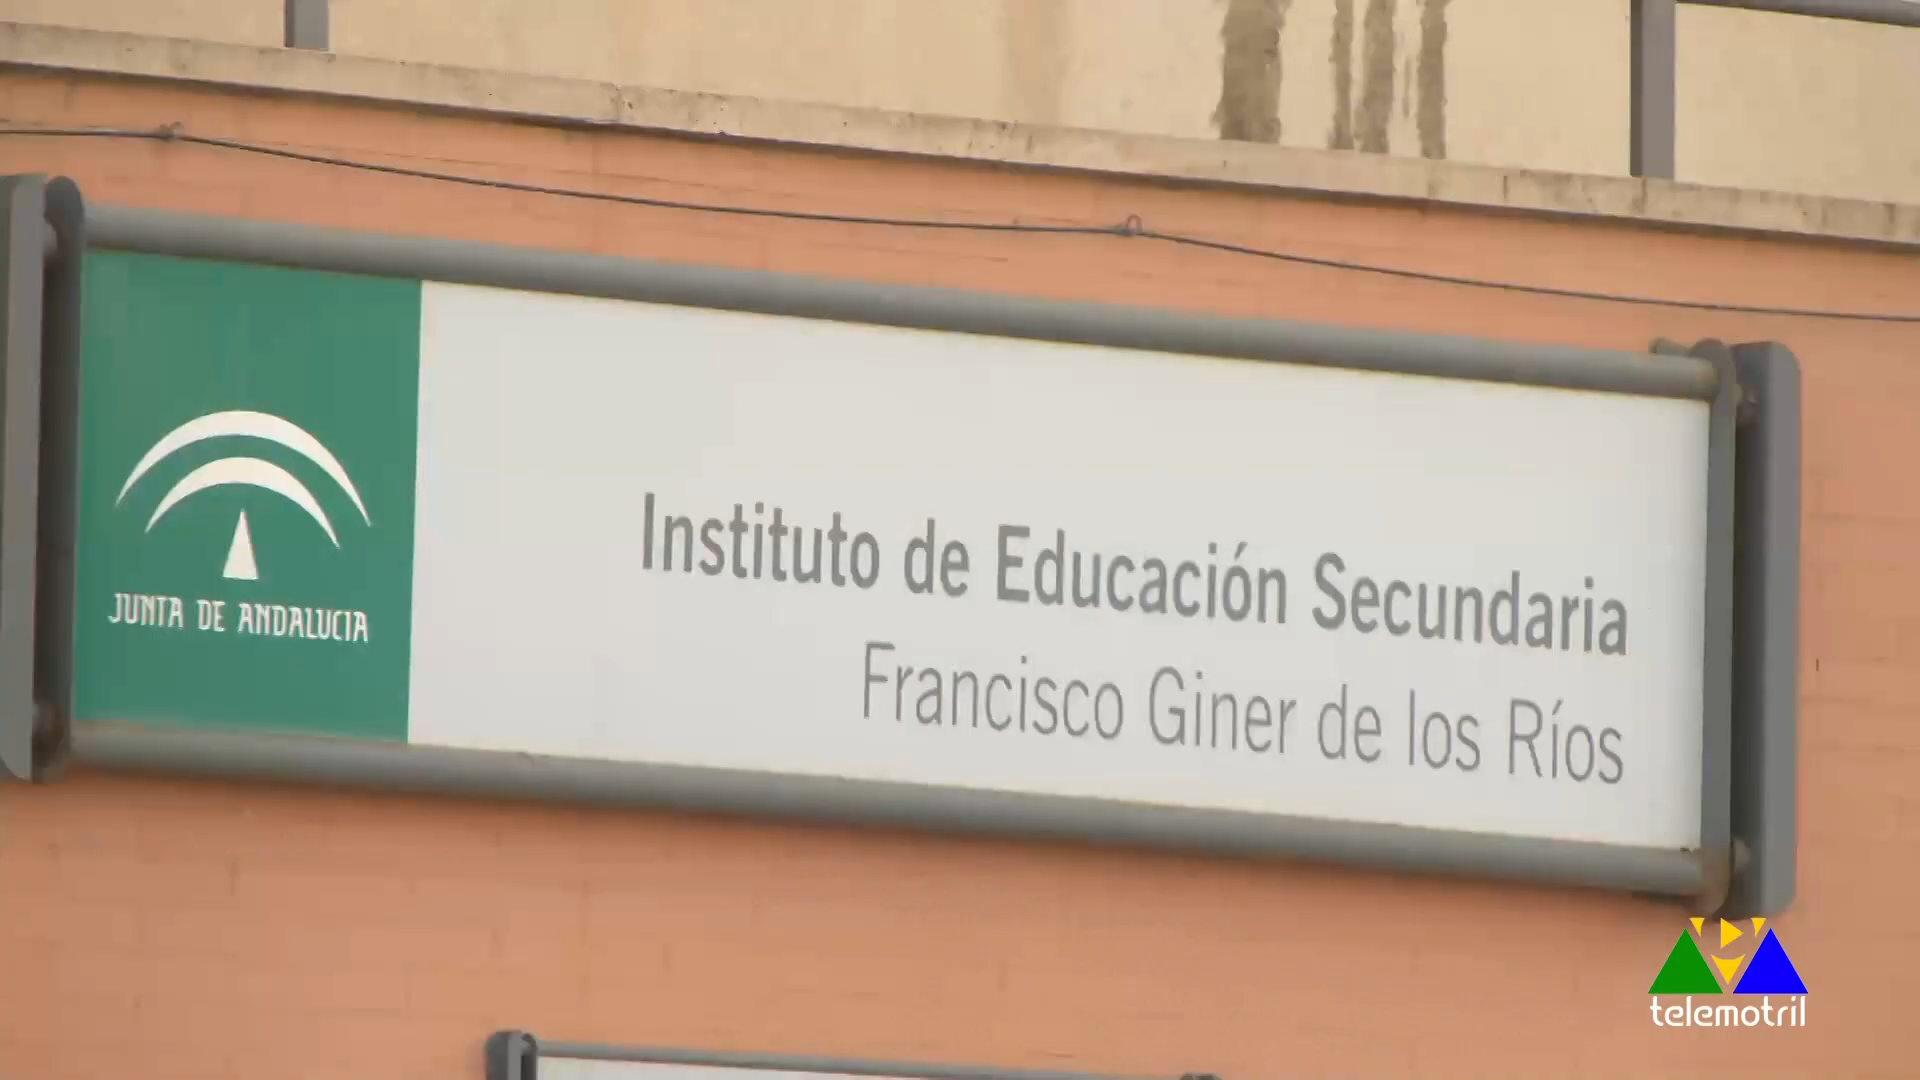 JUNTA DE ANDALUCIA
Instituto de Educación Secundaria
Francisco Giner de los Ríos
telemotril